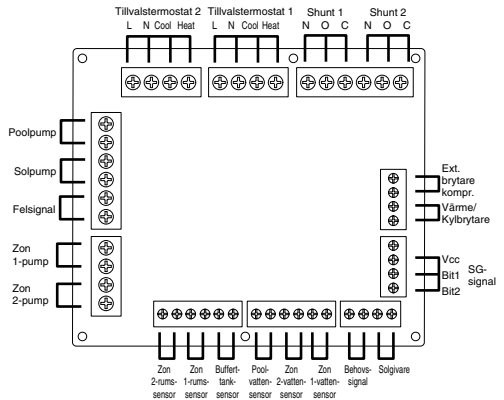 Tillvalstermostat 2 Tillvalstermostat 1 Shunt 1 Shunt 2
L N Cool Heat L N Cool Heat N O C N O C
Poolpump
Solpump
Felsignal
Zon
1-pump
Zon
2-pump
Ext.
brytare
kompr.
Värme/
Kylbrytare
Vcc
Bit1
Bit2
SG-
signal
Zon
2-rums-
sensor
Zon
1-rums-
sensor
Buffert-
tank-
sensor
Pool-
vatten-
sensor
Zon
2-vatten-
sensor
Zon
1-vatten-
sensor
Behovs-
signal
Solgivare